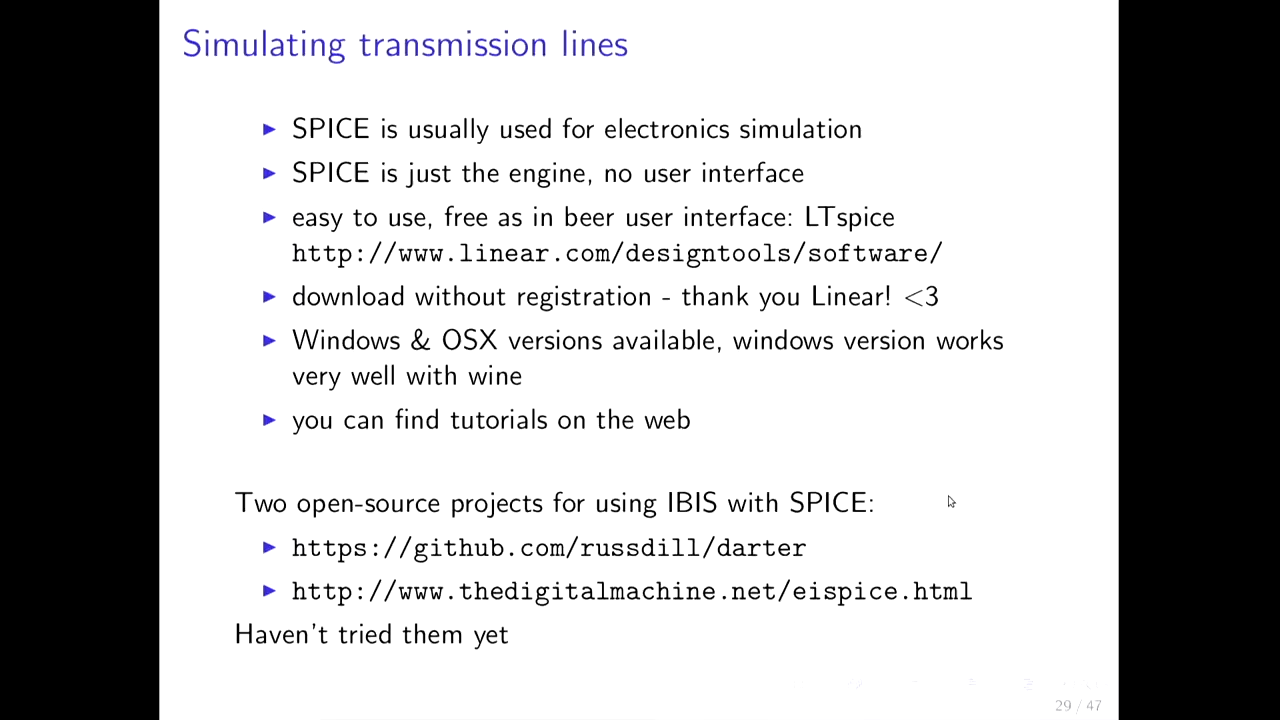 Simulating transmission lines
▶ SPICE is usually used for electronics simulation
▶ SPICE is just the engine, no user interface
▶ easy to use, free as in beer user interface: LTspice
http://www.linear.com/designtools/software/
▶ download without registration - thank you Linear! <3
▶ Windows & OSX versions available, windows version works
very well with wine
▶ you can find tutorials on the web
Two open-source projects for using IBIS with SPICE:
▶ https://github.com/russdill/darter
▶ http://www.thedigitalmachine.net/eispice.html
Haven't tried them yet
29 / 47